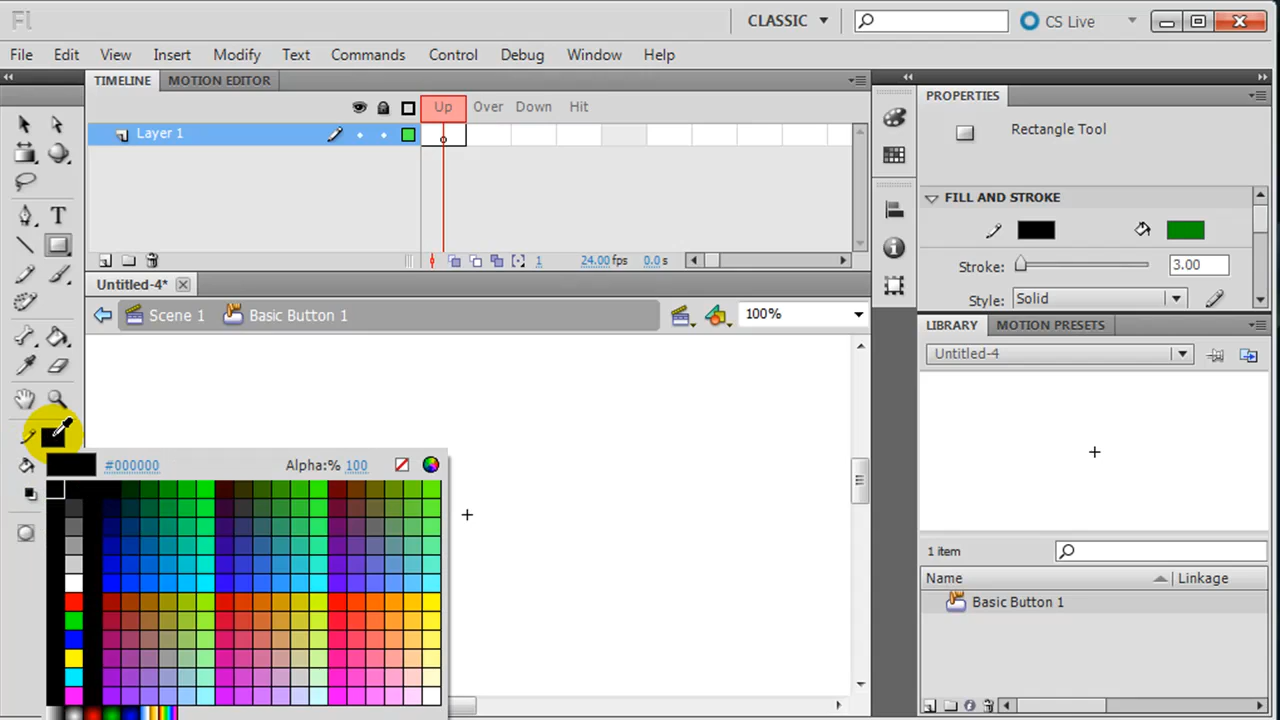 Fl CLASSIC CS Live
File Edit View Insert Modify Text Commands Control Debug Window Help
TIMELINE MOTION EDITOR
Up Over Down Hit
Layer 1
1 24.00 fps 0.0 s
Untitled-4*
Scene 1 Basic Button 1 100%
#000000 Alpha:% 100
PROPERTIES
Rectangle Tool
FILL AND STROKE
Stroke: 3.00
Style: Solid
LIBRARY MOTION PRESETS
Untitled-4
1 item
Name Linkage
Basic Button 1